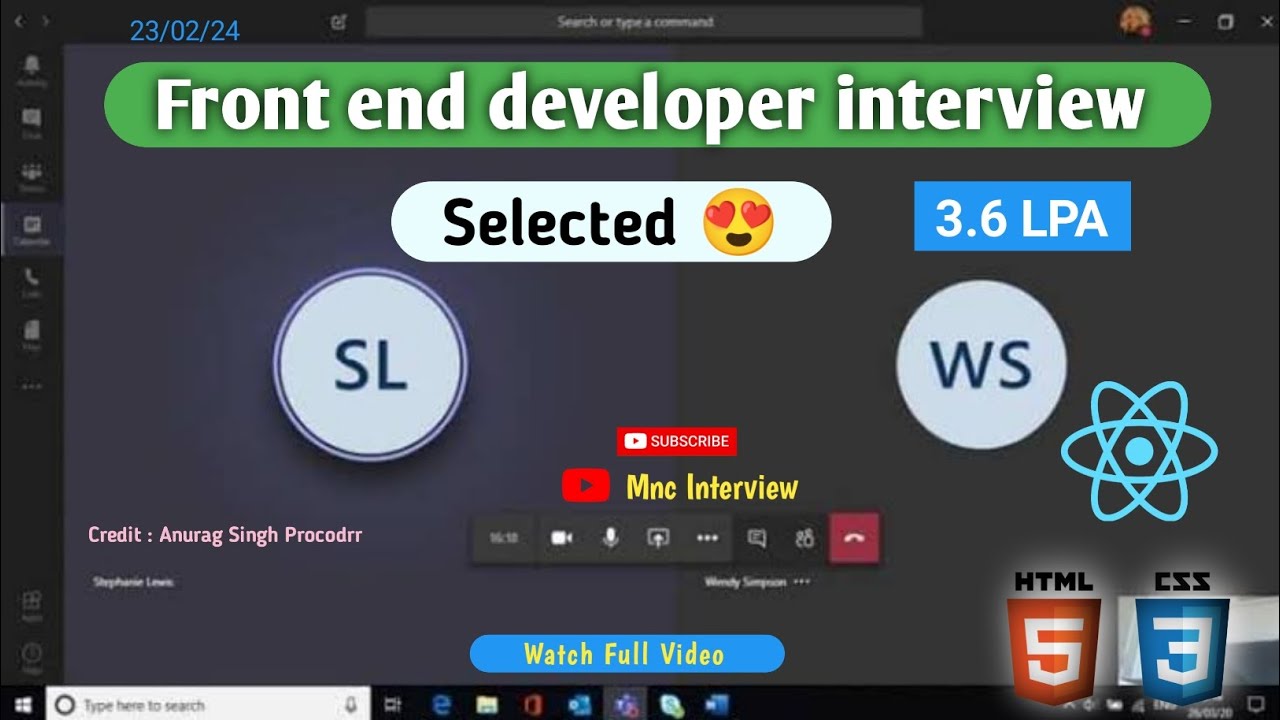 Search or type a command
23/02/24
Front end developer interview
Selected 😍
3.6 LPA
SL
WS
SUBSCRIBE
Mnc Interview
Credit : Anurag Singh Procodrr
16:18
Stephanie Lewis
Wendy Simpson •••
HTML
5
CSS
3
Watch Full Video
Type here to search